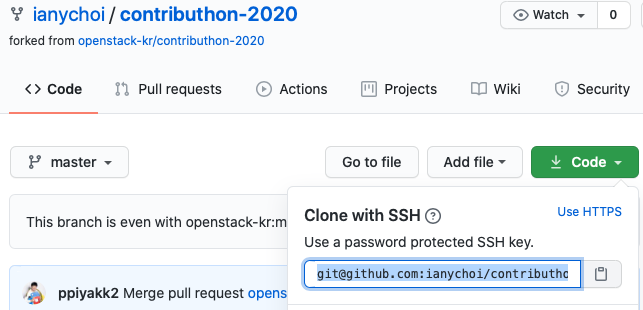 ianychoi / contributhon-2020
Watch 0
forked from openstack-kr/contributhon-2020
Code Pull requests Actions Projects Wiki Security
master Go to file Add file Code
This branch is even with openstack-kr:m
Clone with SSH Use HTTPS
Use a password protected SSH key.
git@github.com:ianychoi/contributho
ppiyakk2 Merge pull request opens